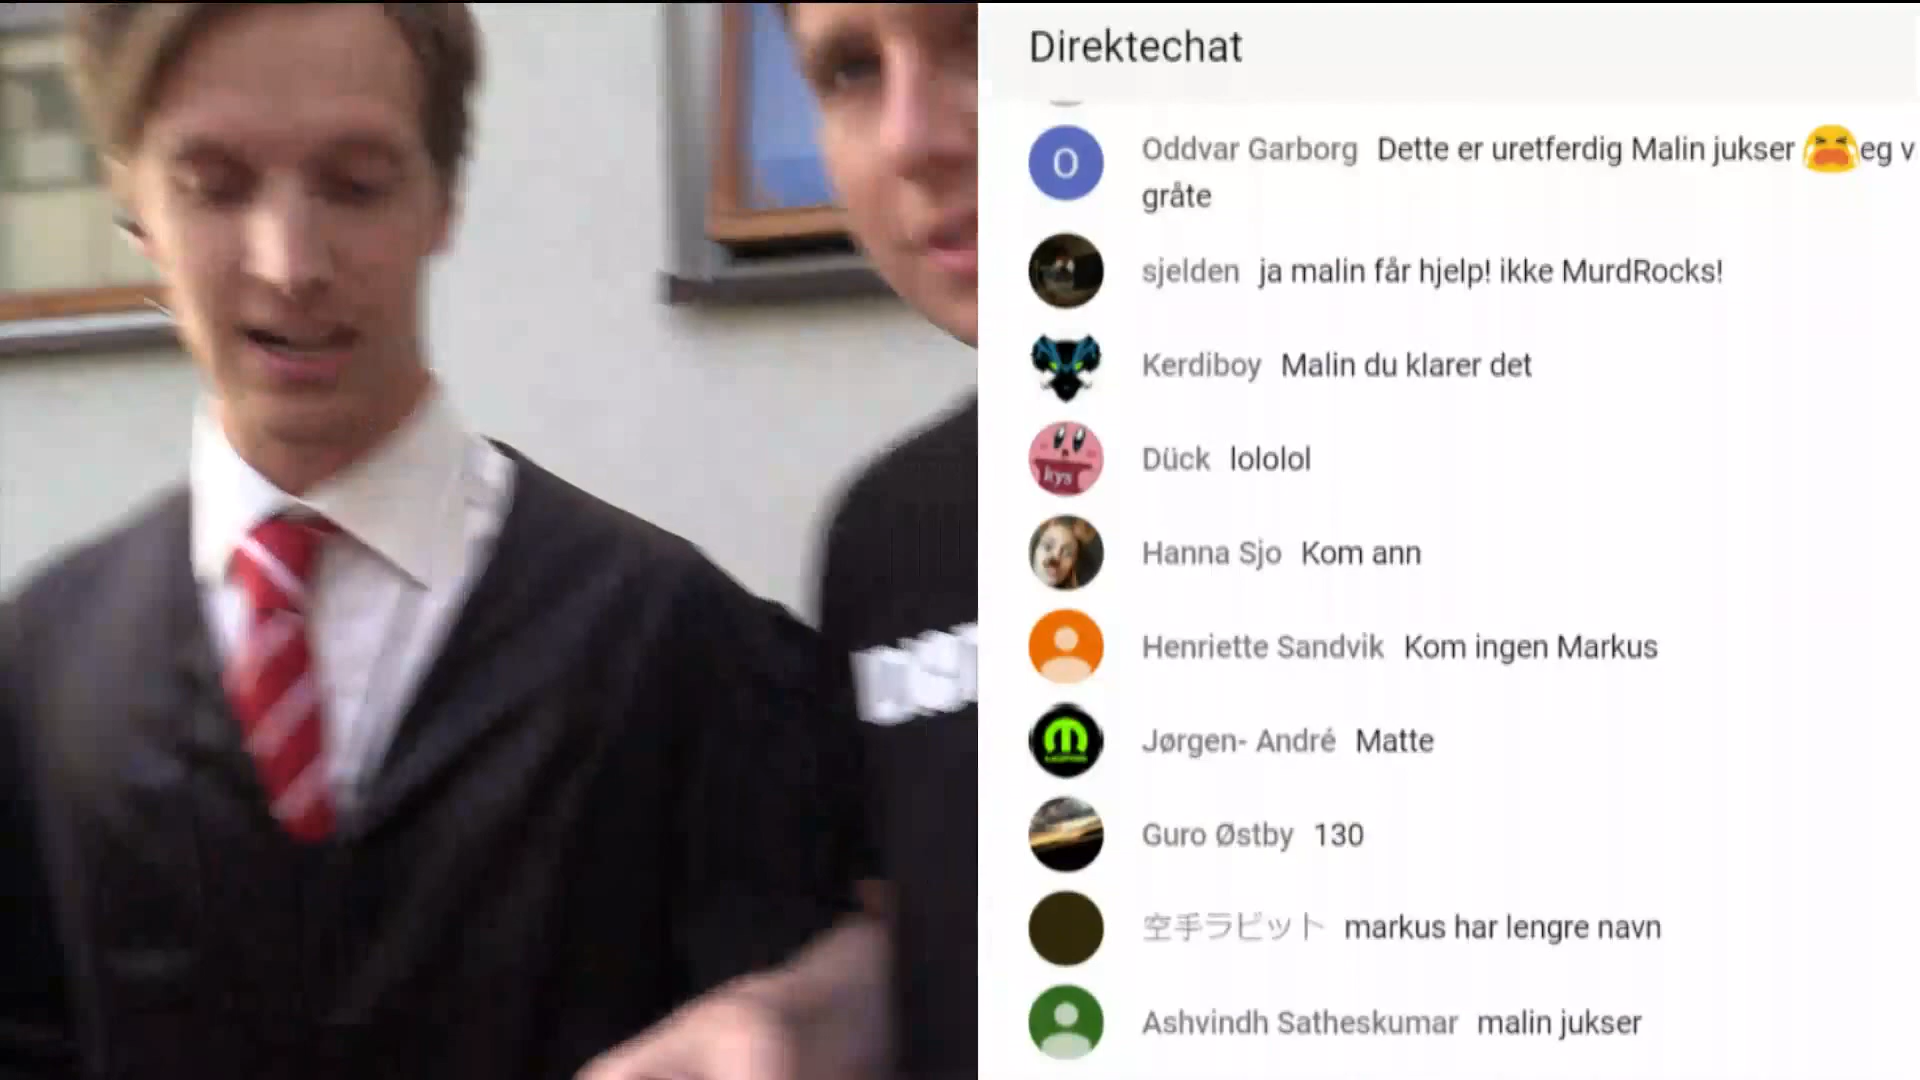 Direktechat
Oddvar Garborg Dette er uretferdig Malin jukser 😭eg v
gråte
sjelden ja malin får hjelp! ikke MurdRocks!
Kerdiboy Malin du klarer det
Dück lololol
kys
Hanna Sjo Kom ann
Henriette Sandvik Kom ingen Markus
Jørgen- André Matte
Guro Østby 130
空手ラビット markus har lengre navn
Ashvindh Satheskumar malin jukser